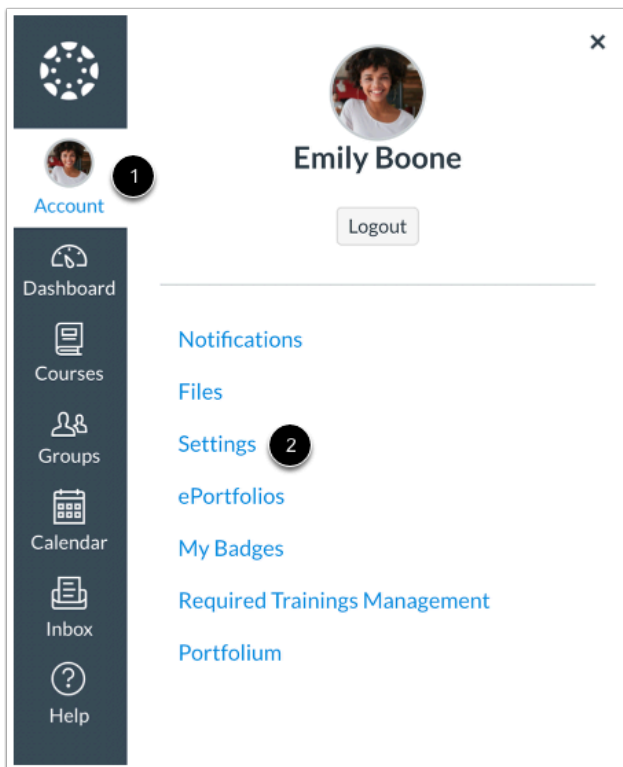 Account
1
Dashboard
Courses
Groups
Calendar
Inbox
Help
Emily Boone
Logout
Notifications
Files
Settings 2
ePortfolios
My Badges
Required Trainings Management
Portfolium